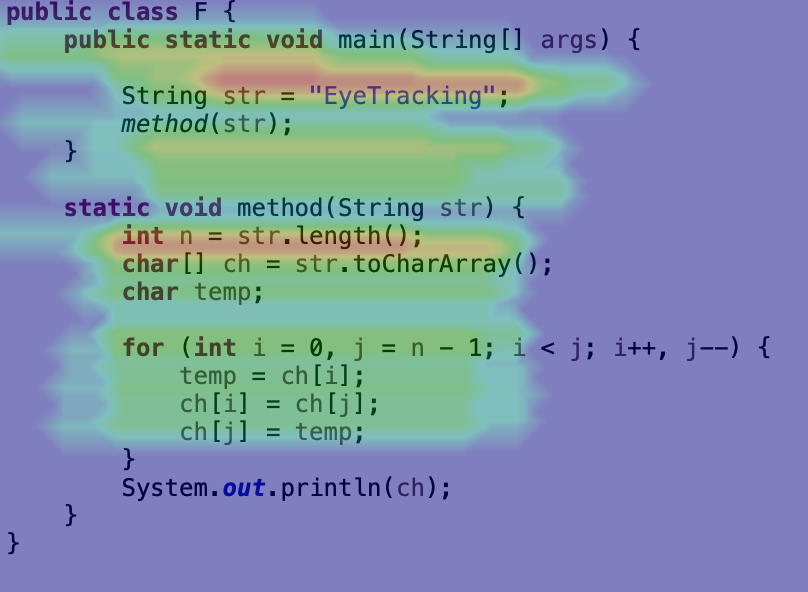 public class F {
    public static void main(String[] args) {
        String str = "EyeTracking";
        method(str);
    }
    static void method(String str) {
        int n = str.length();
        char[] ch = str.toCharArray();
        char temp;
        for (int i = 0, j = n - 1; i < j; i++, j--) {
            temp = ch[i];
            ch[i] = ch[j];
            ch[j] = temp;
        }
        System.out.println(ch);
    }
}